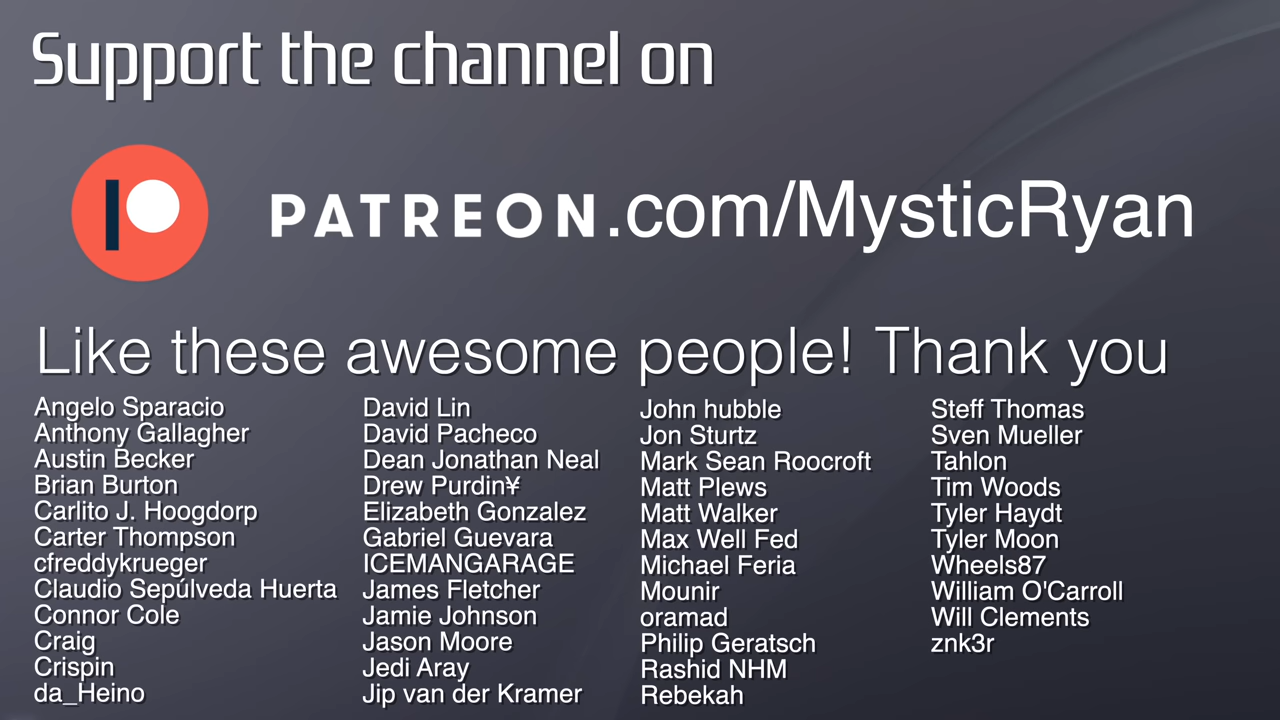 Support the channel on
PATREON.com/MysticRyan
Like these awesome people! Thank you
Angelo Sparacio
Anthony Gallagher
Austin Becker
Brian Burton
Carlito J. Hoogdorp
Carter Thompson
cfreddykrueger
Claudio Sepúlveda Huerta
Connor Cole
Craig
Crispin
da_Heino
David Lin
David Pacheco
Dean Jonathan Neal
Drew Purdin¥
Elizabeth Gonzalez
Gabriel Guevara
ICEMANGARAGE
James Fletcher
Jamie Johnson
Jason Moore
Jedi Aray
Jip van der Kramer
John hubble
Jon Sturtz
Mark Sean Roocroft
Matt Plews
Matt Walker
Max Well Fed
Michael Feria
Mounir
oramad
Philip Geratsch
Rashid NHM
Rebekah
Steff Thomas
Sven Mueller
Tahlon
Tim Woods
Tyler Haydt
Tyler Moon
Wheels87
William O'Carroll
Will Clements
znk3r